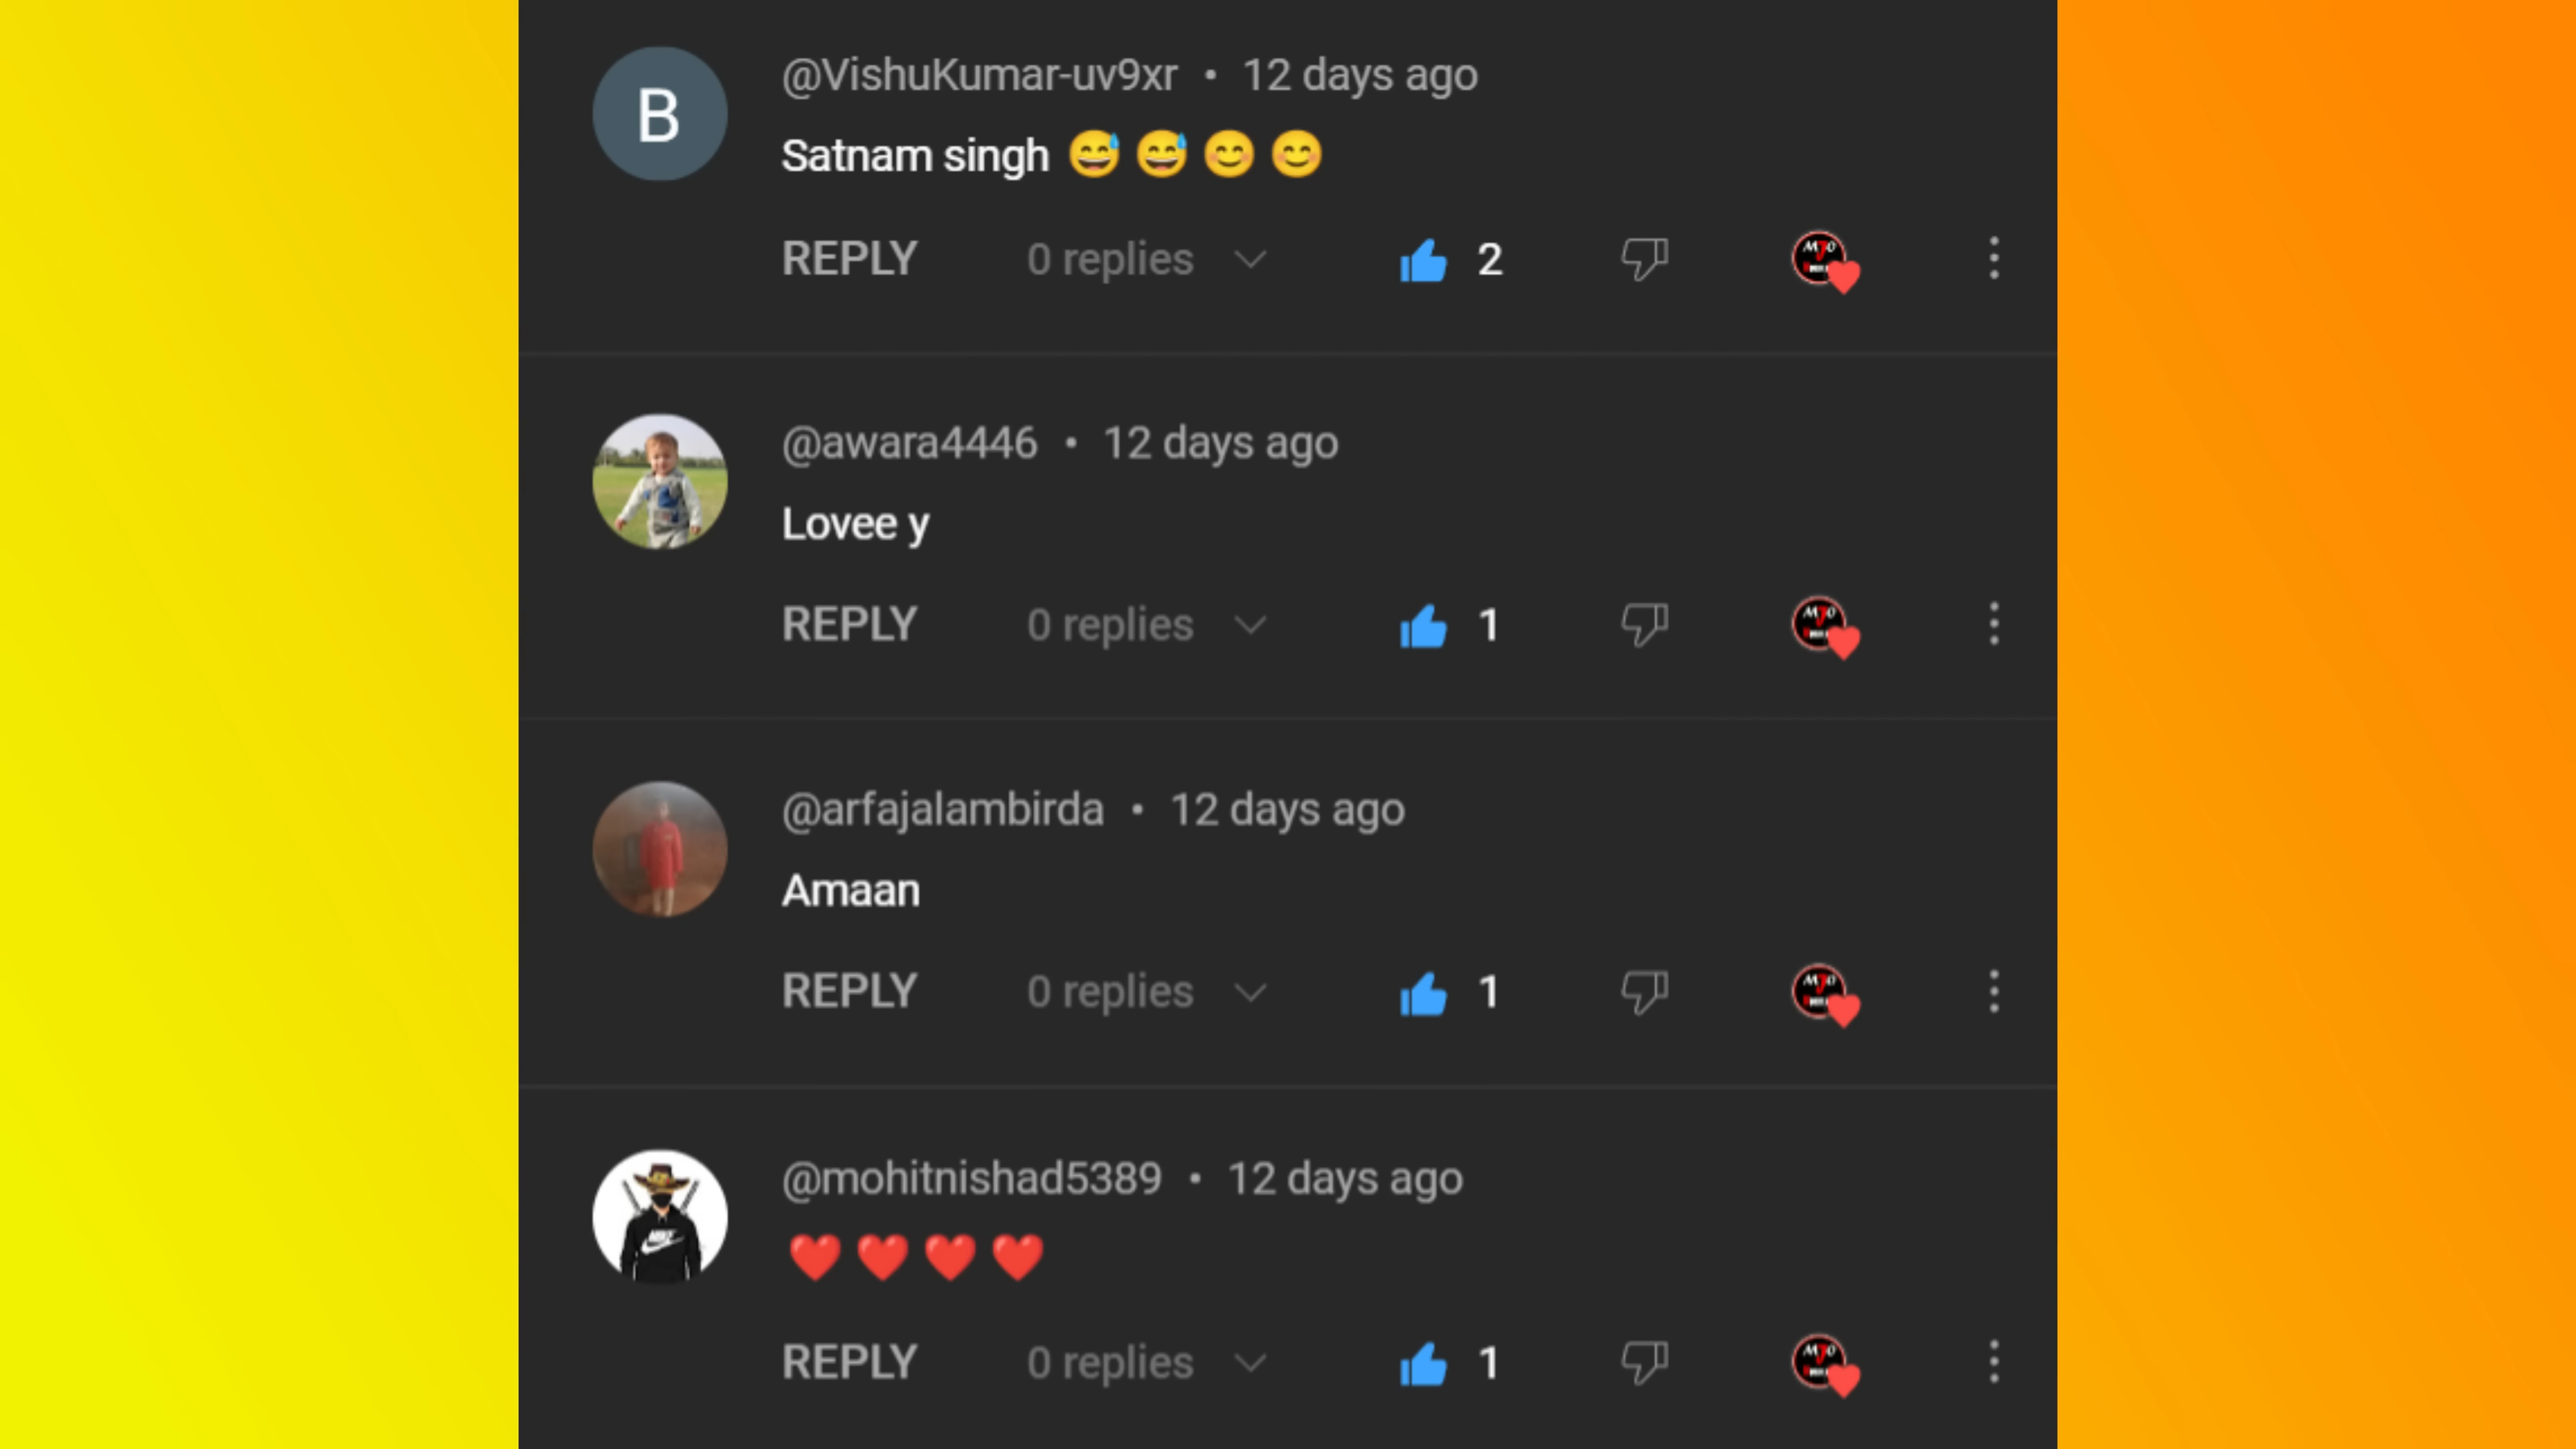 B
@VishuKumar-uv9xr • 12 days ago
Satnam singh 😅😅😊😊
REPLY 0 replies 2
@awara4446 • 12 days ago
Lovee y
REPLY 0 replies 1
@arfajalambirda • 12 days ago
Amaan
REPLY 0 replies 1
@mohitnishad5389 • 12 days ago
❤️❤️❤️❤️
REPLY 0 replies 1